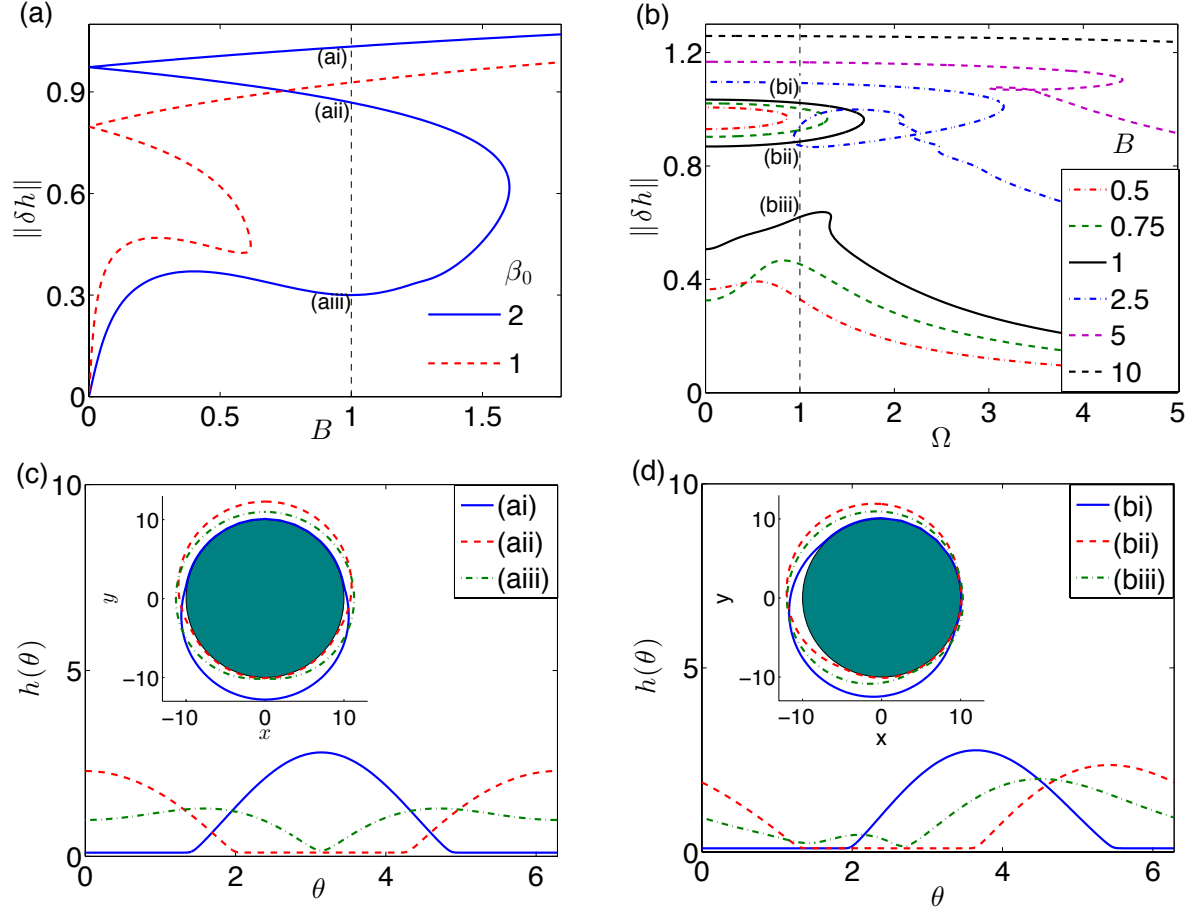 (a)
||δh||
0.9
0.6
0.3
0
0 0.5 1 1.5
B
(ai)
(aii)
(aiii)
β₀
2
1
(b)
||δh||
1.2
0.8
0.4
0
0 1 2 3 4 5
Ω
(bi)
(bii)
(biii)
B
0.5
0.75
1
2.5
5
10
(c)
h(θ)
10
5
0
0 2 4 6
θ
y
10
0
−10
−10 0 10
x
(ai)
(aii)
(aiii)
(d)
h(θ)
10
5
0
0 2 4 6
θ
y
10
0
−10
−10 0 10
x
(bi)
(bii)
(biii)